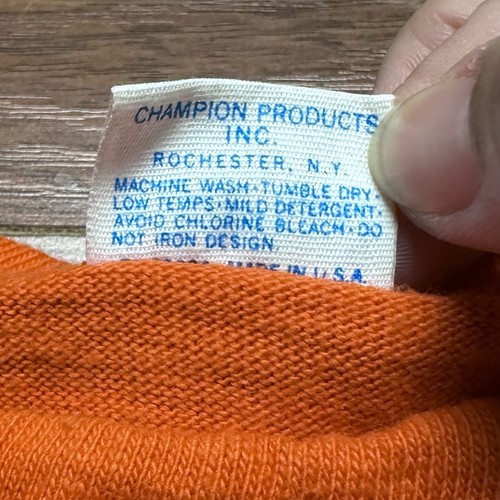 CHAMPION PRODUCTS
INC.
ROCHESTER, N.Y.
MACHINE WASH·TUMBLE DRY·
LOW TEMPS·MILD DETERGENT·
AVOID CHLORINE BLEACH·DO
NOT IRON DESIGN
MADE IN U.S.A.